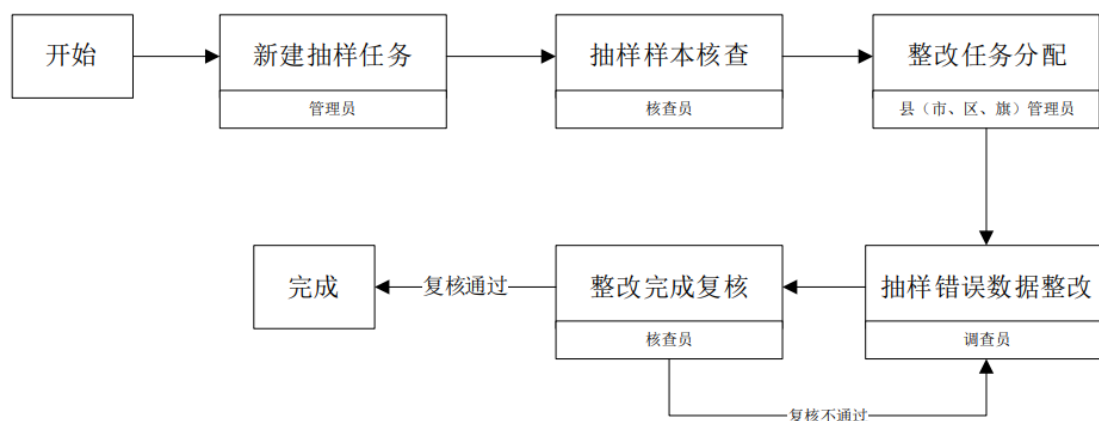 开始
新建抽样任务
管理员
抽样样本核查
核查员
整改任务分配
县（市、区、旗）管理员
抽样错误数据整改
调查员
整改完成复核
核查员
复核通过
完成
复核不通过